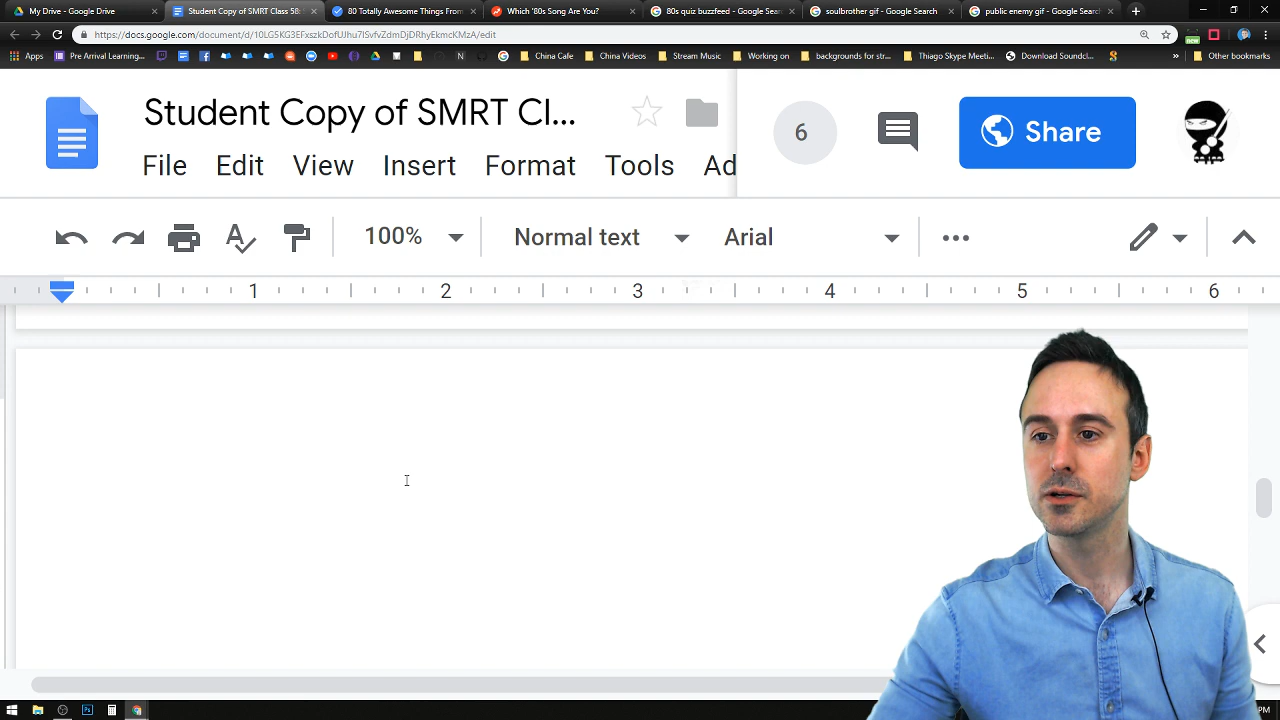 My Drive - Google Drive
Student Copy of SMRT Class 58:
80 Totally Awesome Things From
Which '80s Song Are You?
80s quiz buzzfeed - Google Sea
soulbrother gif - Google Search
public enemy gif - Google Searc
Apps
Pre Arrival Learning...
China Cafe
China Videos
Stream Music
Working on
backgrounds for str...
Thiago Skype Meeti...
Download Soundcl...
»
Other bookmarks
Student Copy of SMRT Cl...
6
Share
File Edit View Insert Format Tools Ad
100% Normal text Arial
1 2 3 4 5 6
PM